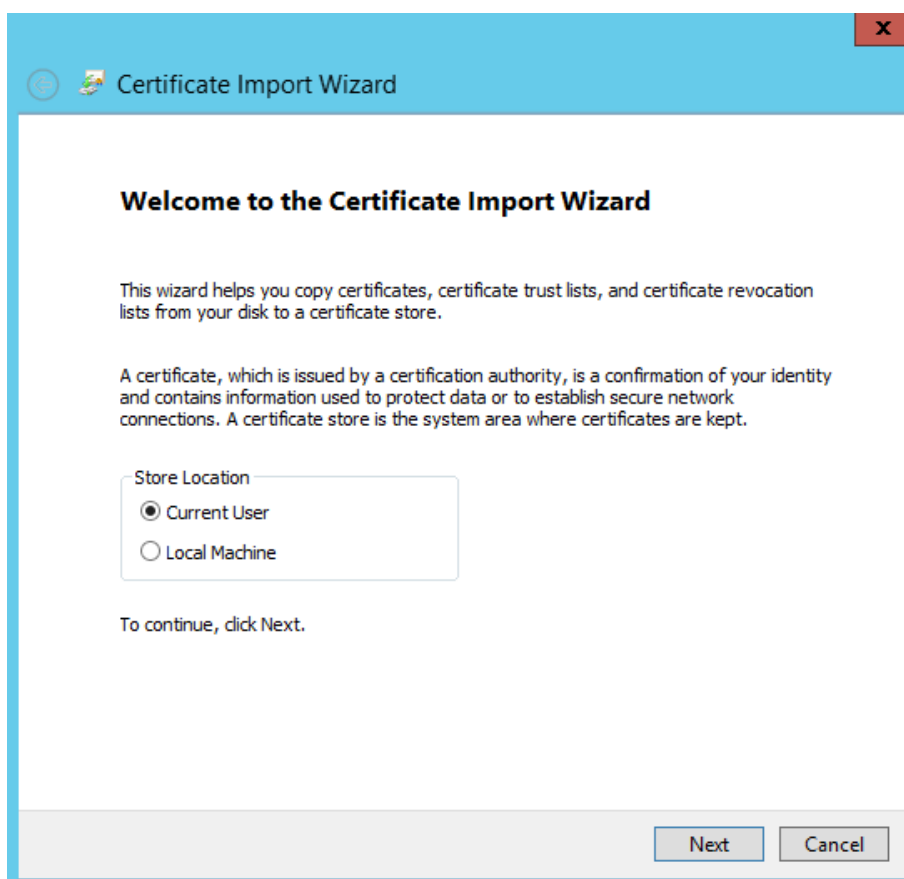 x
Certificate Import Wizard
Welcome to the Certificate Import Wizard
This wizard helps you copy certificates, certificate trust lists, and certificate revocation
lists from your disk to a certificate store.
A certificate, which is issued by a certification authority, is a confirmation of your identity
and contains information used to protect data or to establish secure network
connections. A certificate store is the system area where certificates are kept.
Store Location
Current User
Local Machine
To continue, click Next.
Next Cancel